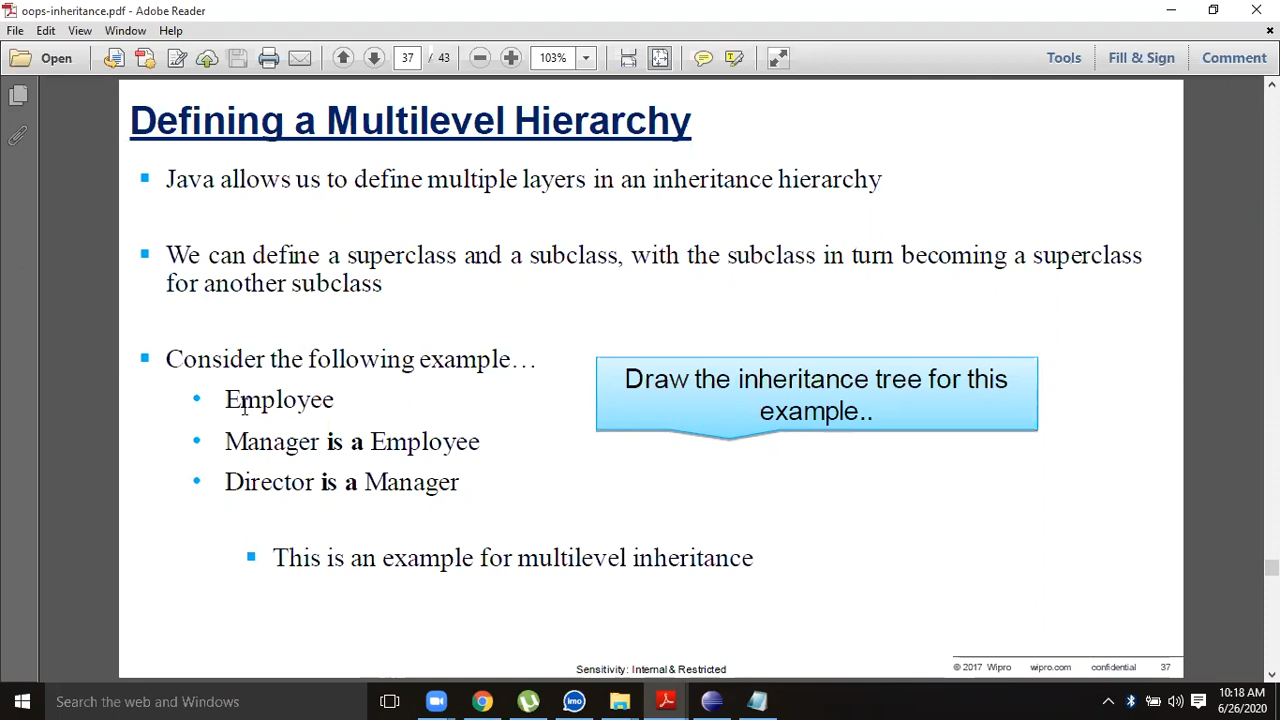 oops-inheritance.pdf - Adobe Reader
File Edit View Window Help
Open 37 / 43 103% Tools Fill & Sign Comment
Defining a Multilevel Hierarchy
Java allows us to define multiple layers in an inheritance hierarchy
We can define a superclass and a subclass, with the subclass in turn becoming a superclass
for another subclass
Consider the following example…
Draw the inheritance tree for this
example..
Employee
Manager is a Employee
Director is a Manager
This is an example for multilevel inheritance
Sensitivity: Internal & Restricted
© 2017 Wipro wipro.com confidential 37
Search the web and Windows
imo
10:18 AM
6/26/2020